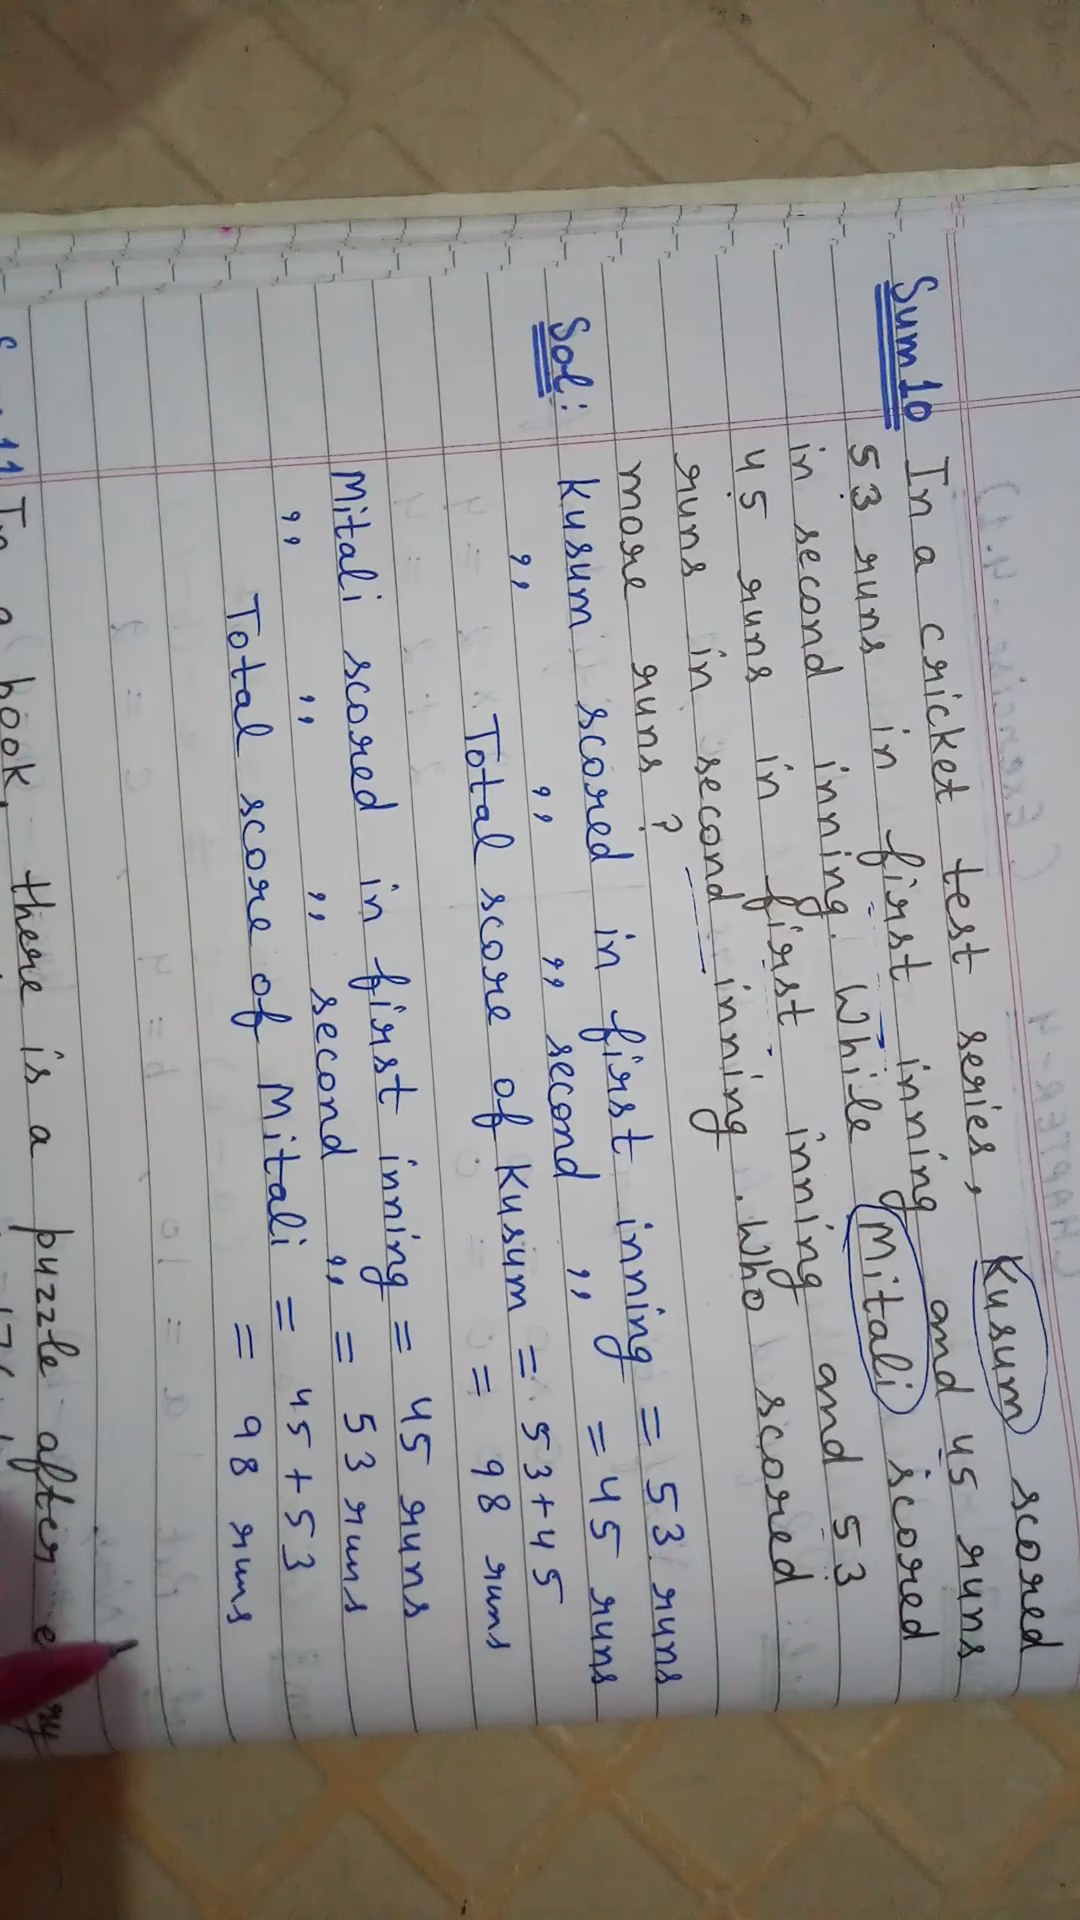 Sum 10 In a cricket test series, Kusum scored
53 runs in first inning and 45 runs
in second inning. While Mitali scored
45 runs in first inning and 53
runs in second inning. Who scored
more runs?
Sol: Kusum scored in first inning = 53 runs
,, ,, ,, second ,, = 45 runs
Total score of Kusum = 53+45
= 98 runs
Mitali scored in first inning = 45 runs
,, ,, ,, second ,, = 53 runs
Total score of Mitali = 45+53
= 98 runs
11 In a book, there is a puzzle after